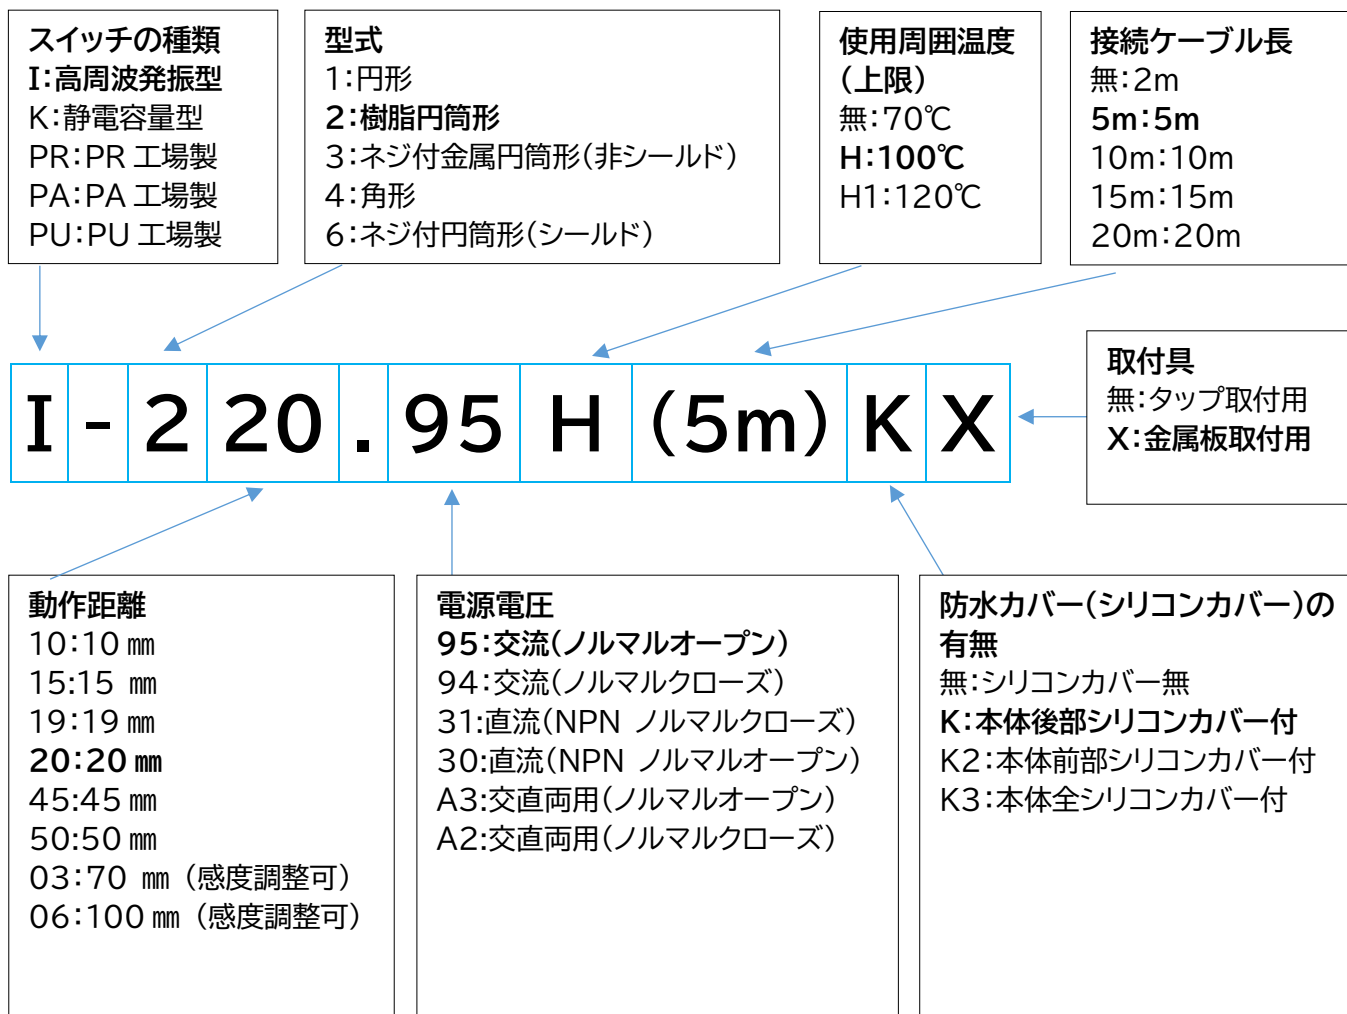 スイッチの種類
I:高周波発振型
K:静電容量型
PR:PR 工場製
PA:PA 工場製
PU:PU 工場製
型式
1:円形
2:樹脂円筒形
3:ネジ付金属円筒形(非シールド)
4:角形
6:ネジ付円筒形(シールド)
使用周囲温度
(上限)
無:70℃
H:100℃
H1:120℃
接続ケーブル長
無:2m
5m:5m
10m:10m
15m:15m
20m:20m
I - 2 20 . 95 H (5m) K X
取付具
無:タップ取付用
X:金属板取付用
動作距離
10:10 ㎜
15:15 ㎜
19:19 ㎜
20:20 ㎜
45:45 ㎜
50:50 ㎜
03:70 ㎜ (感度調整可)
06:100 ㎜ (感度調整可)
電源電圧
95:交流(ノルマルオープン)
94:交流(ノルマルクローズ)
31:直流(NPN ノルマルクローズ)
30:直流(NPN ノルマルオープン)
A3:交直両用(ノルマルオープン)
A2:交直両用(ノルマルクローズ)
防水カバー(シリコンカバー)の
有無
無:シリコンカバー無
K:本体後部シリコンカバー付
K2:本体前部シリコンカバー付
K3:本体全シリコンカバー付